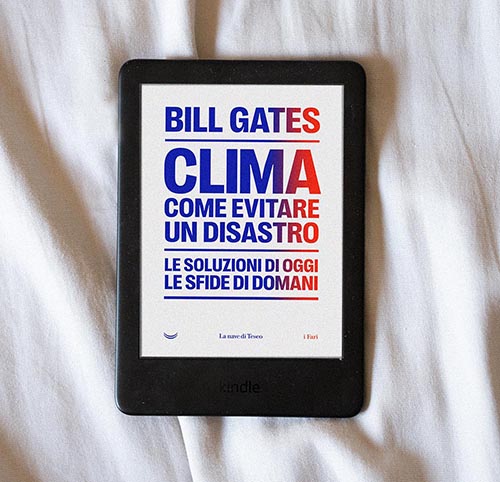 BILL GATES
CLIMA
COME EVITARE
UN DISASTRO
LE SOLUZIONI DI OGGI
LE SFIDE DI DOMANI
La nave di Teseo
i Fari
kindle